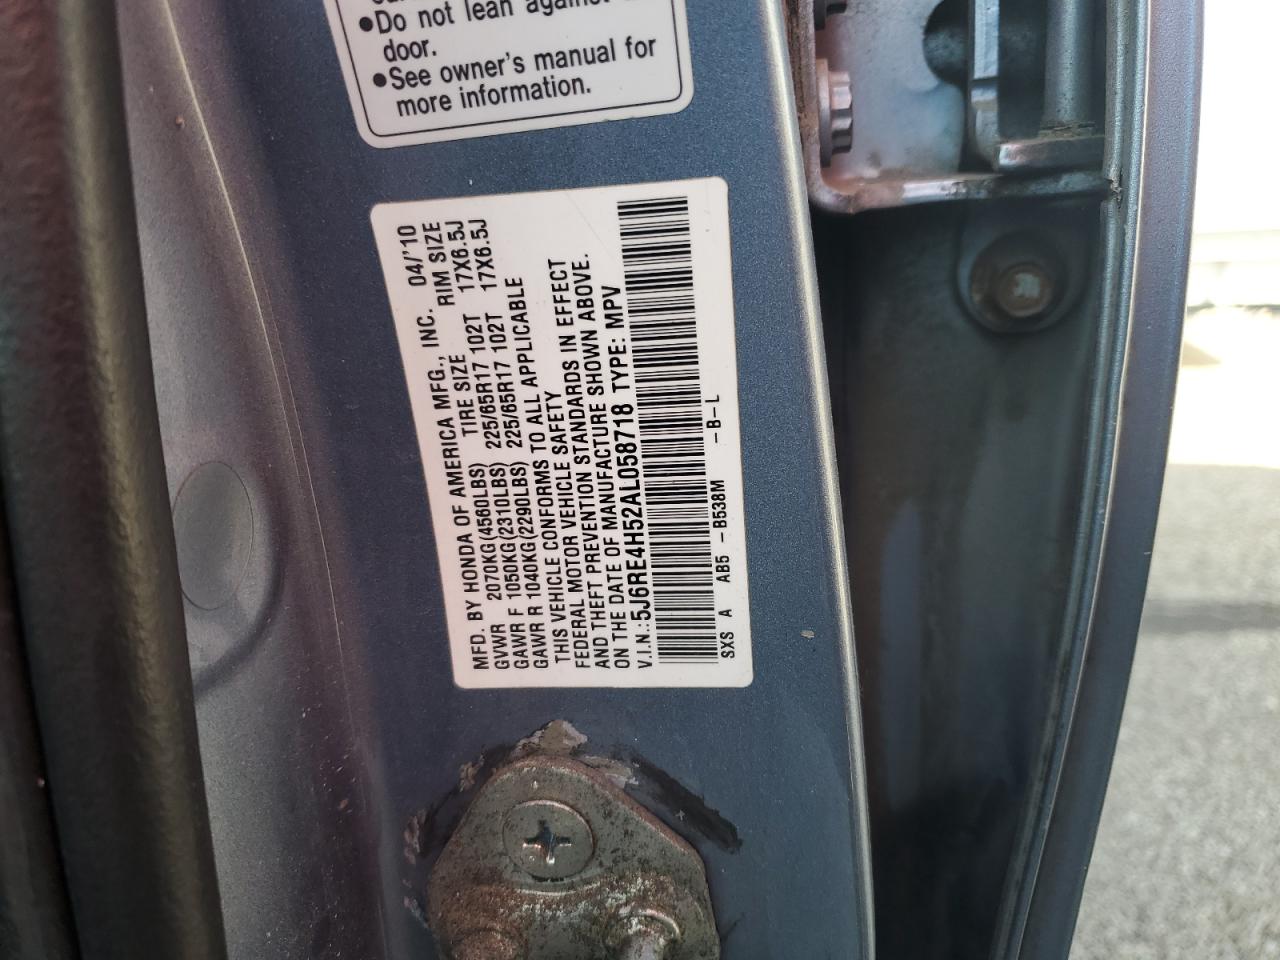 ●Do not lean against
door.
●See owner's manual for
more information.
MFD. BY HONDA OF AMERICA MFG., INC. 04/'10
TIRE SIZE RIM SIZE
GVWR 2070KG(4560LBS) 225/65R17 102T 17X6.5J
GAWR F 1050KG(2310LBS) 225/65R17 102T 17X6.5J
GAWR R 1040KG(2290LBS)
THIS VEHICLE CONFORMS TO ALL APPLICABLE
FEDERAL MOTOR VEHICLE SAFETY
AND THEFT PREVENTION STANDARDS IN EFFECT
ON THE DATE OF MANUFACTURE SHOWN ABOVE.
V.I.N.:5J6RE4H52AL058718 TYPE: MPV
SXS A AB5 -B538M -B-L